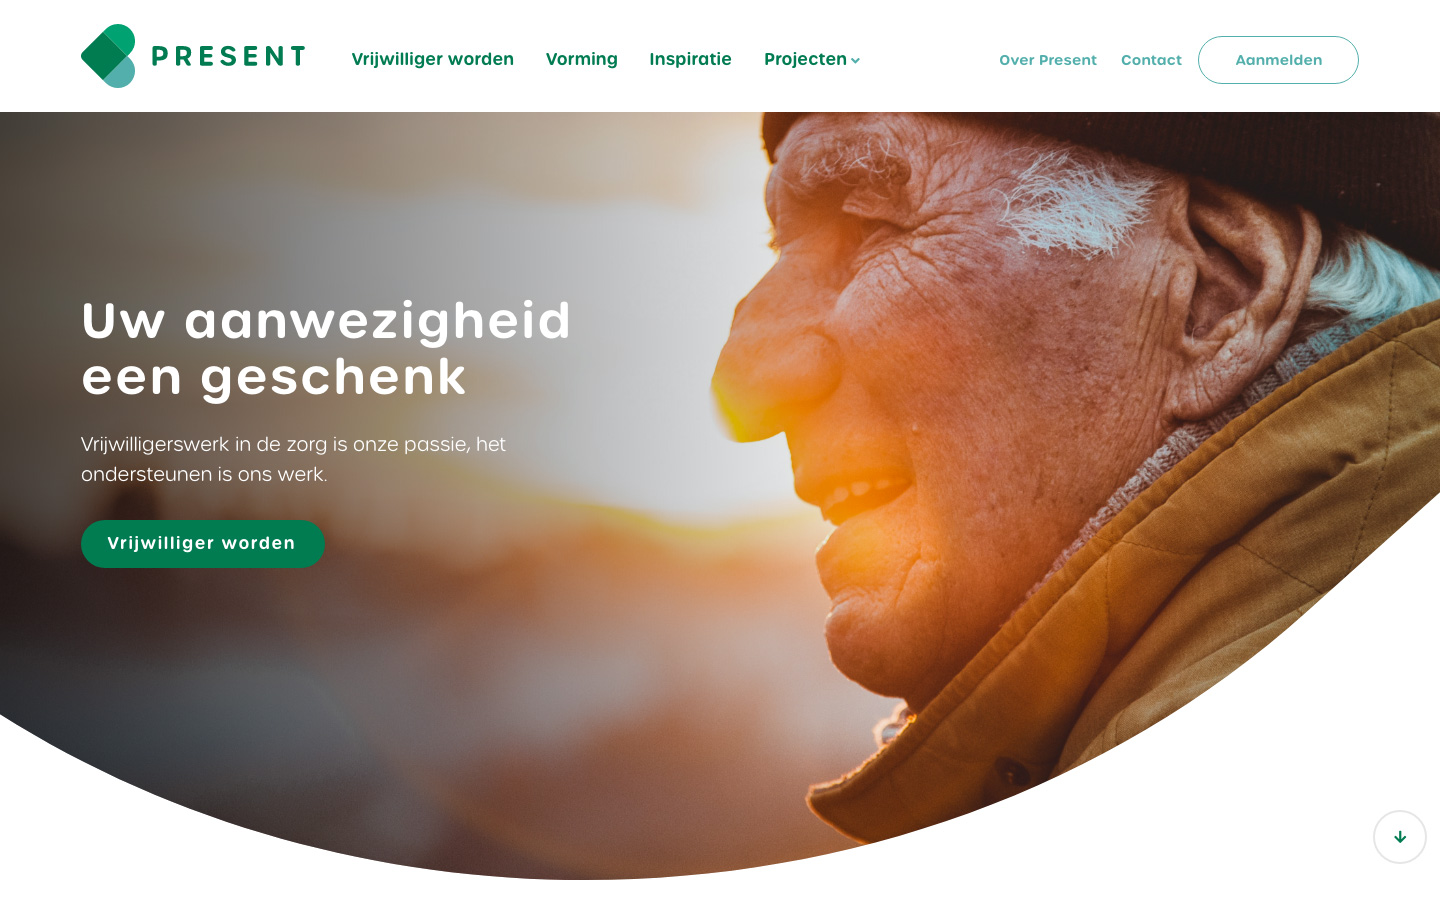 PRESENT
Vrijwilliger worden
Vorming
Inspiratie
Projecten
Over Present
Contact
Aanmelden
Uw aanwezigheid
een geschenk
Vrijwilligerswerk in de zorg is onze passie, het
ondersteunen is ons werk.
Vrijwilliger worden